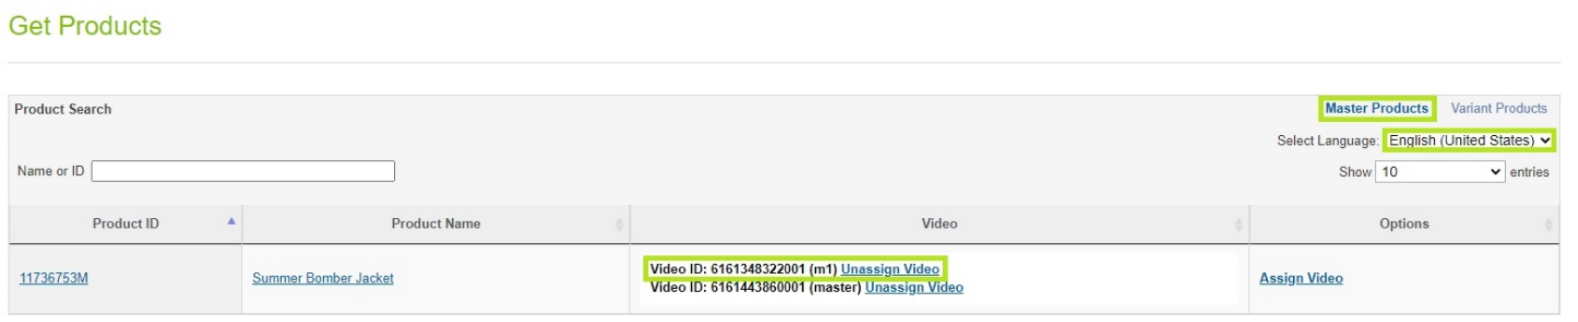 Get Products
Product Search
Master Products Variant Products
Select Language: English (United States)
Name or ID
Show 10 entries
Product ID Product Name Video Options
11736753M Summer Bomber Jacket Video ID: 6161348322001 (m1) Unassign Video Assign Video
Video ID: 6161443860001 (master) Unassign Video